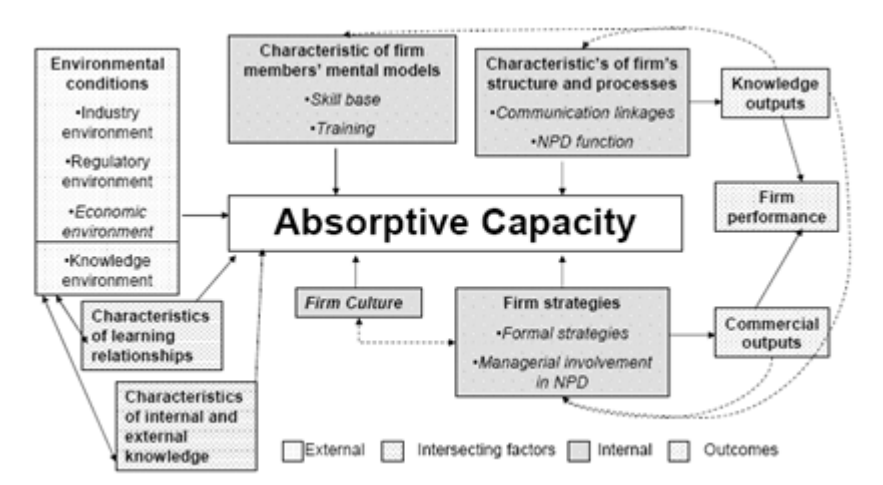 Environmental
conditions
•Industry
environment
•Regulatory
environment
•Economic
environment
•Knowledge
environment
Characteristic of firm
members' mental models
•Skill base
•Training
Characteristic's of firm's
structure and processes
•Communication linkages
•NPD function
Knowledge
outputs
Firm
performance
Absorptive Capacity
Characteristics
of learning
relationships
Firm Culture
Firm strategies
•Formal strategies
•Managerial involvement
in NPD
Commercial
outputs
Characteristics
of internal and
external
knowledge
External
Intersecting factors
Internal
Outcomes